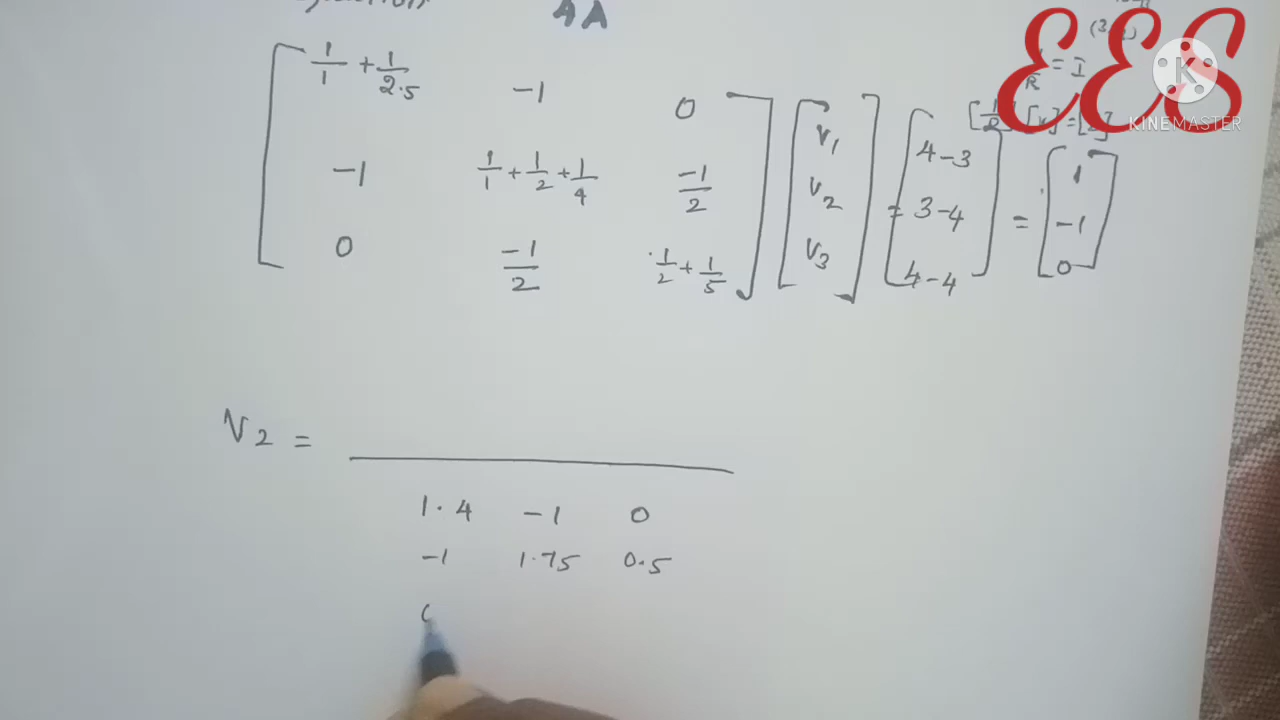 4A
EES
(3
K
KINEMASTER
= I
R
[1/R] [V] = [I]
[ 1/1 + 1/2.5 -1 0 ] [ V1 ] [ 4-3 ] [ 1 ]
[ -1 1/1 + 1/2 + 1/4 -1/2 ] [ V2 ] = [ 3-4 ] = [ -1 ]
[ 0 -1/2 1/2 + 1/5 ] [ V3 ] [ 4-4 ] [ 0 ]
V2 =
1.4 -1 0
-1 1.75 0.5